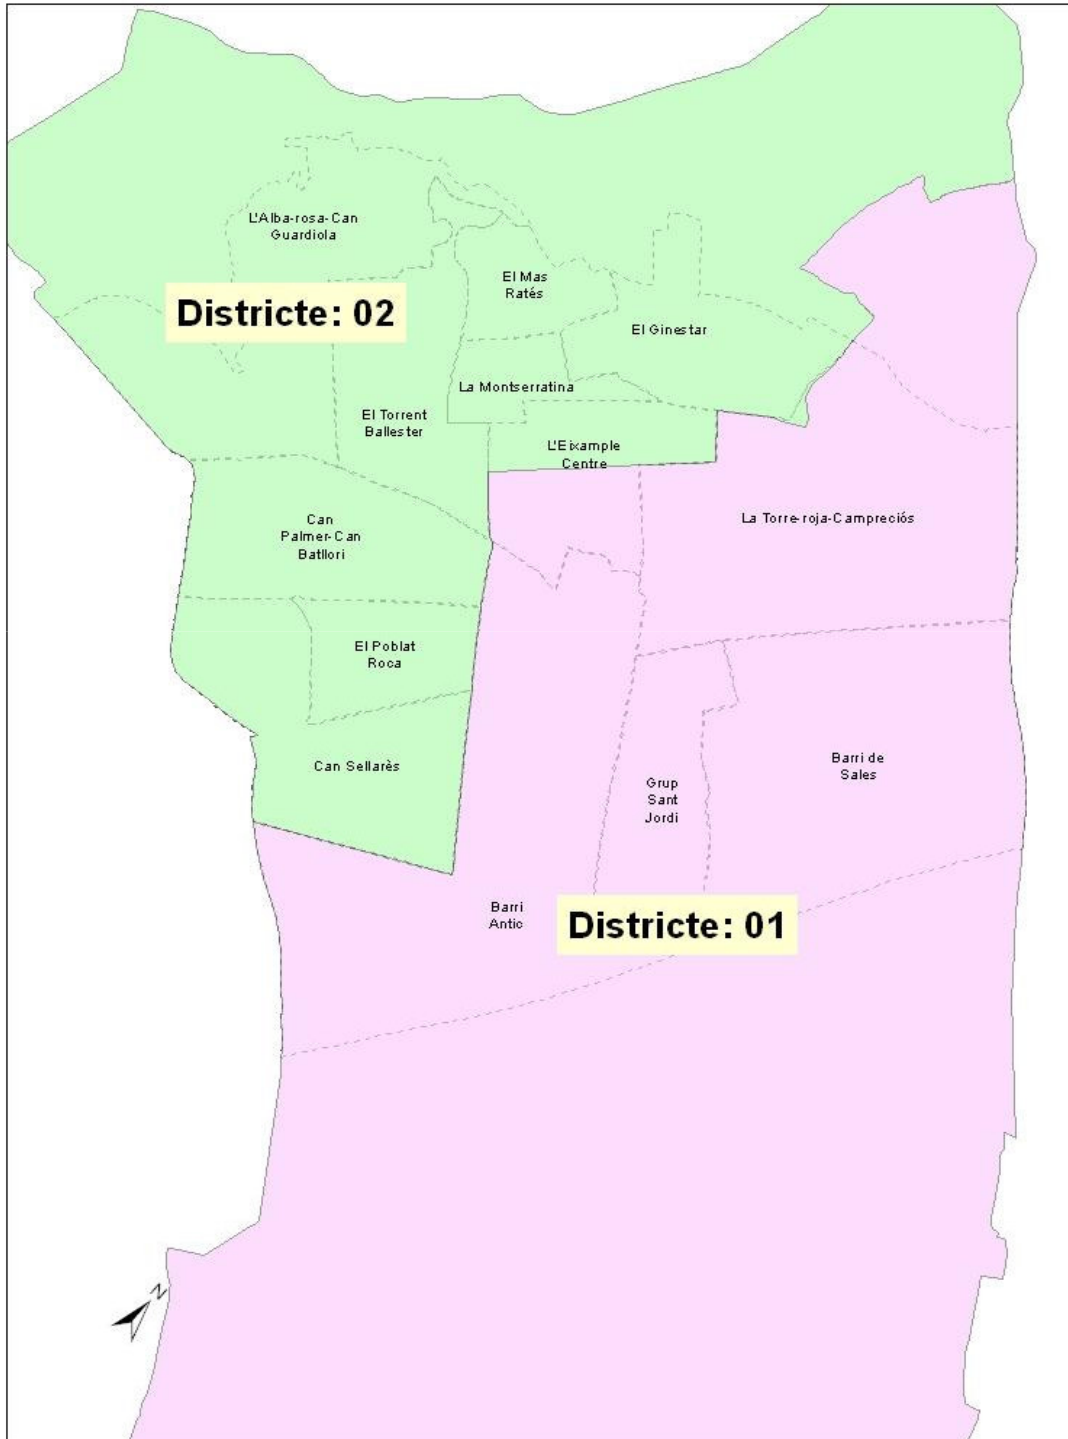 L'Alba-rosa-Can
Guardiola
El Mas
Ratés
Districte: 02
El Ginestar
La Montserratina
El Torrent
Ballester
L'Eixample
Centre
Can
Palmer-Can
Batllori
La Torre-roja-Campreciós
El Poblat
Roca
Can Sellarès
Barri de
Sales
Grup
Sant
Jordi
Barri
Antic
Districte: 01
N